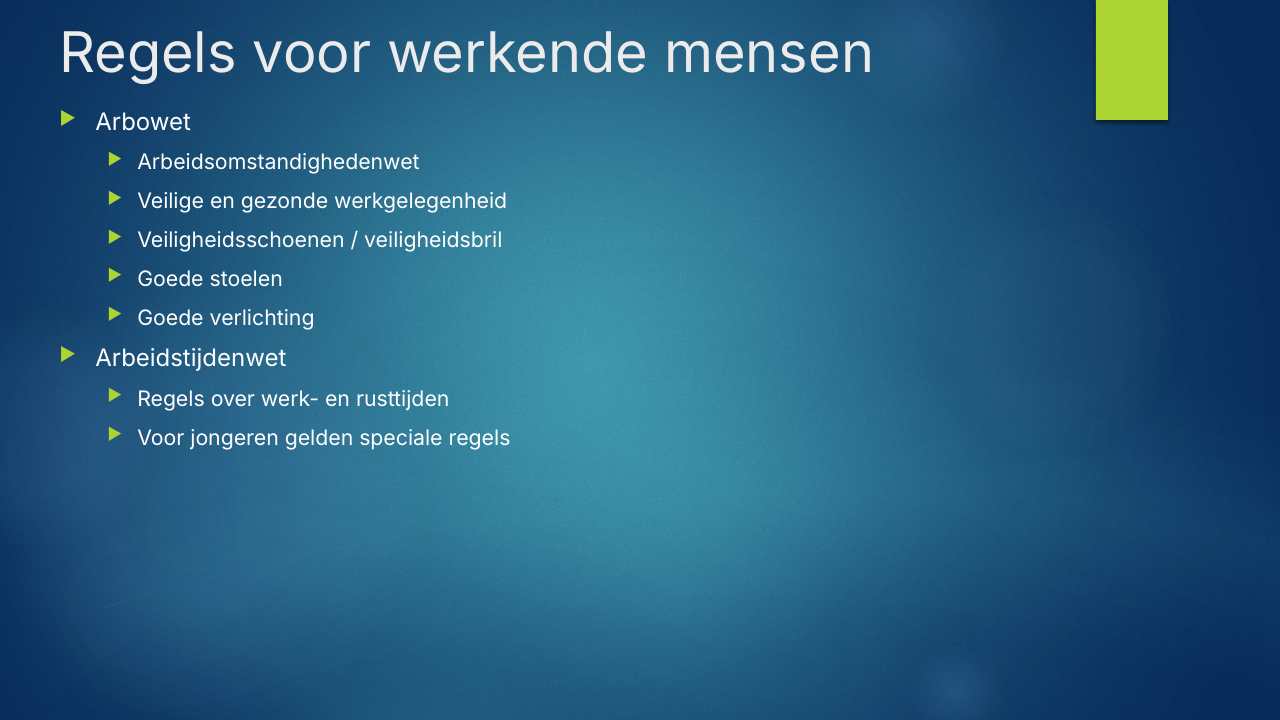 Regels voor werkende mensen
Arbowet
Arbeidsomstandighedenwet
Veilige en gezonde werkgelegenheid
Veiligheidsschoenen / veiligheidsbril
Goede stoelen
Goede verlichting
Arbeidstijdenwet
Regels over werk- en rusttijden
Voor jongeren gelden speciale regels